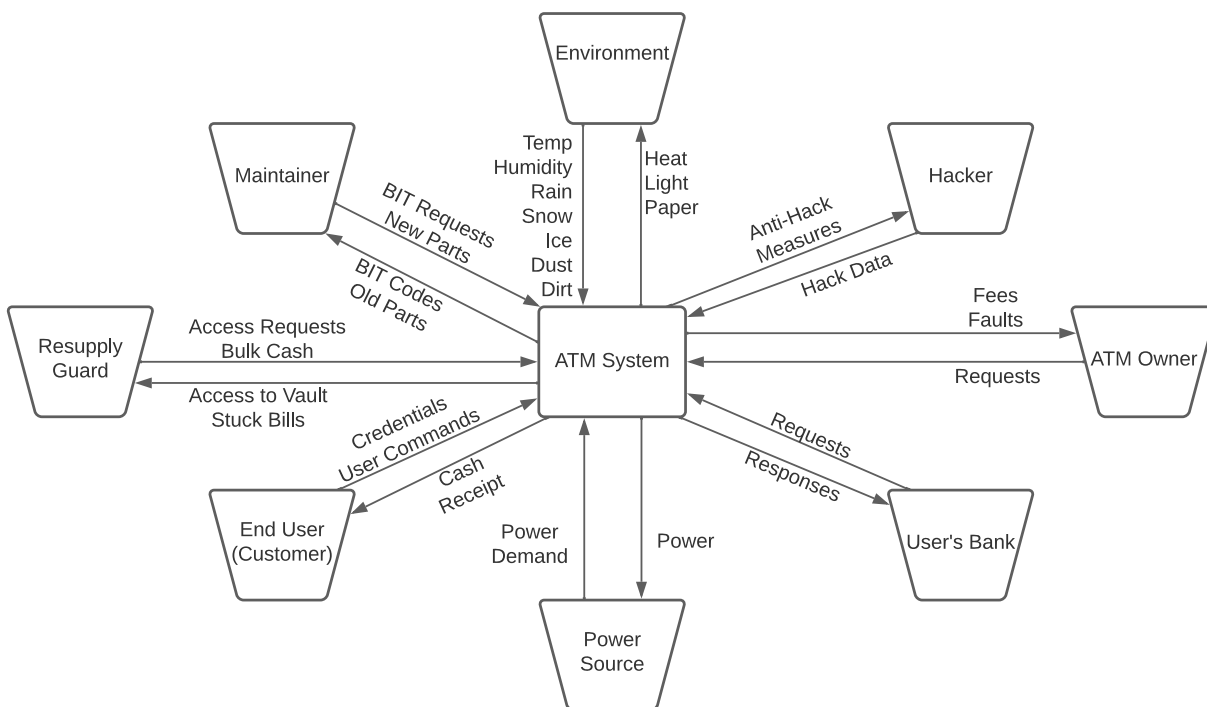 Environment
Maintainer
Hacker
Temp
Humidity
Rain
Snow
Ice
Dust
Dirt
Heat
Light
Paper
BIT Requests
New Parts
Anti-Hack
Measures
BIT Codes
Old Parts
Hack Data
Resupply
Guard
Access Requests
Bulk Cash
ATM System
Fees
Faults
ATM Owner
Access to Vault
Stuck Bills
Requests
Credentials
User Commands
Cash
Receipt
Requests
Responses
End User
(Customer)
Power
Demand
Power
User's Bank
Power
Source